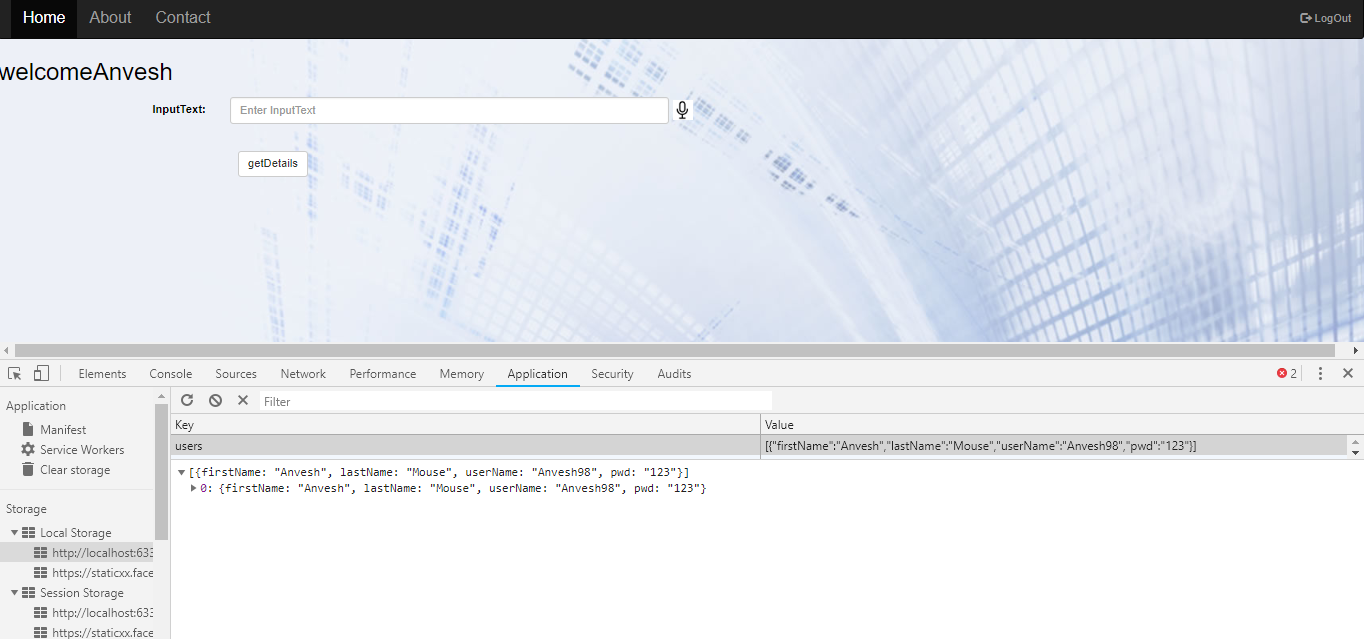 Home About Contact LogOut
welcomeAnvesh
InputText: Enter InputText
getDetails
Elements Console Sources Network Performance Memory Application Security Audits 2
Application
Filter
Key Value
Manifest
users [{"firstName":"Anvesh","lastName":"Mouse","userName":"Anvesh98","pwd":"123"}]
Service Workers
Clear storage
[{firstName: "Anvesh", lastName: "Mouse", userName: "Anvesh98", pwd: "123"}]
0: {firstName: "Anvesh", lastName: "Mouse", userName: "Anvesh98", pwd: "123"}
Storage
Local Storage
http://localhost:633
https://staticxx.face
Session Storage
http://localhost:633
https://staticxx.face